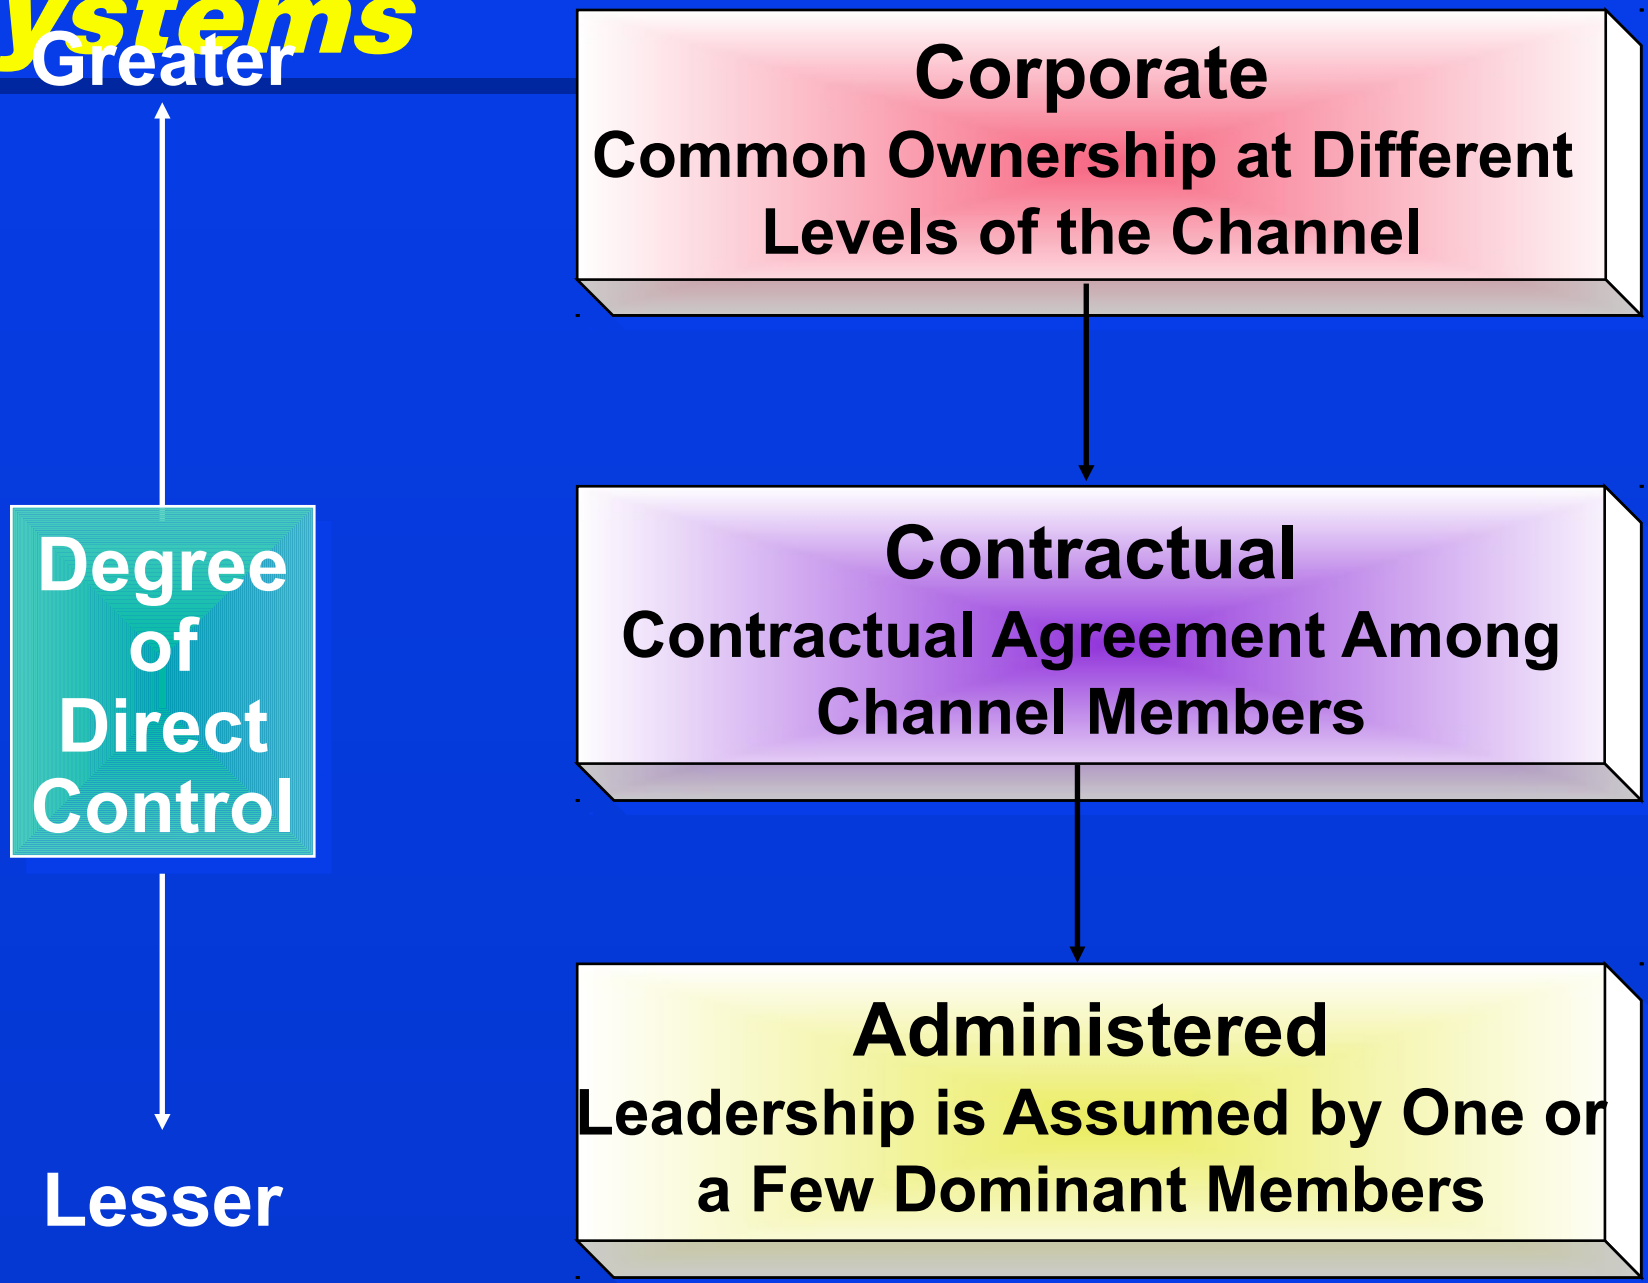 ystems
Greater
Degree
of
Direct
Control
Lesser
Corporate
Common Ownership at Different
Levels of the Channel
Contractual
Contractual Agreement Among
Channel Members
Administered
Leadership is Assumed by One or
a Few Dominant Members